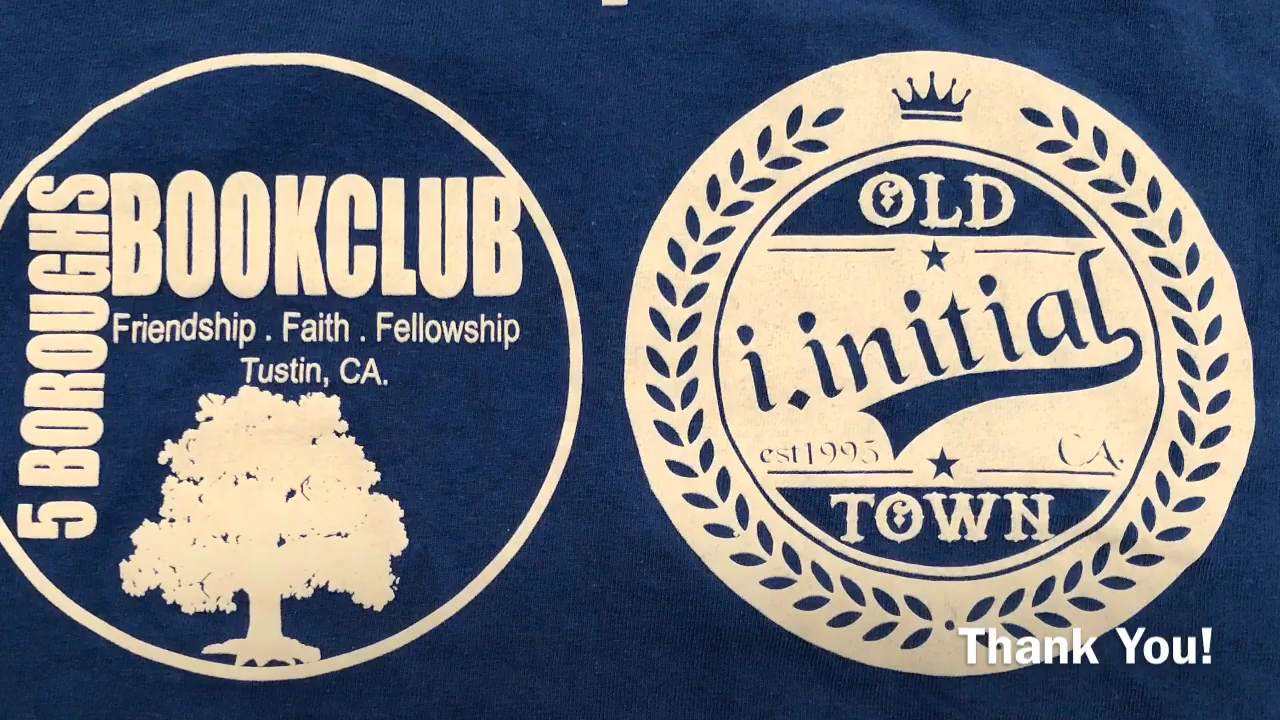 5 BOROUGHS
BOOKCLUB
Friendship . Faith . Fellowship
Tustin, CA.
OLD
i.initial
est1995
CA.
TOWN
Thank You!